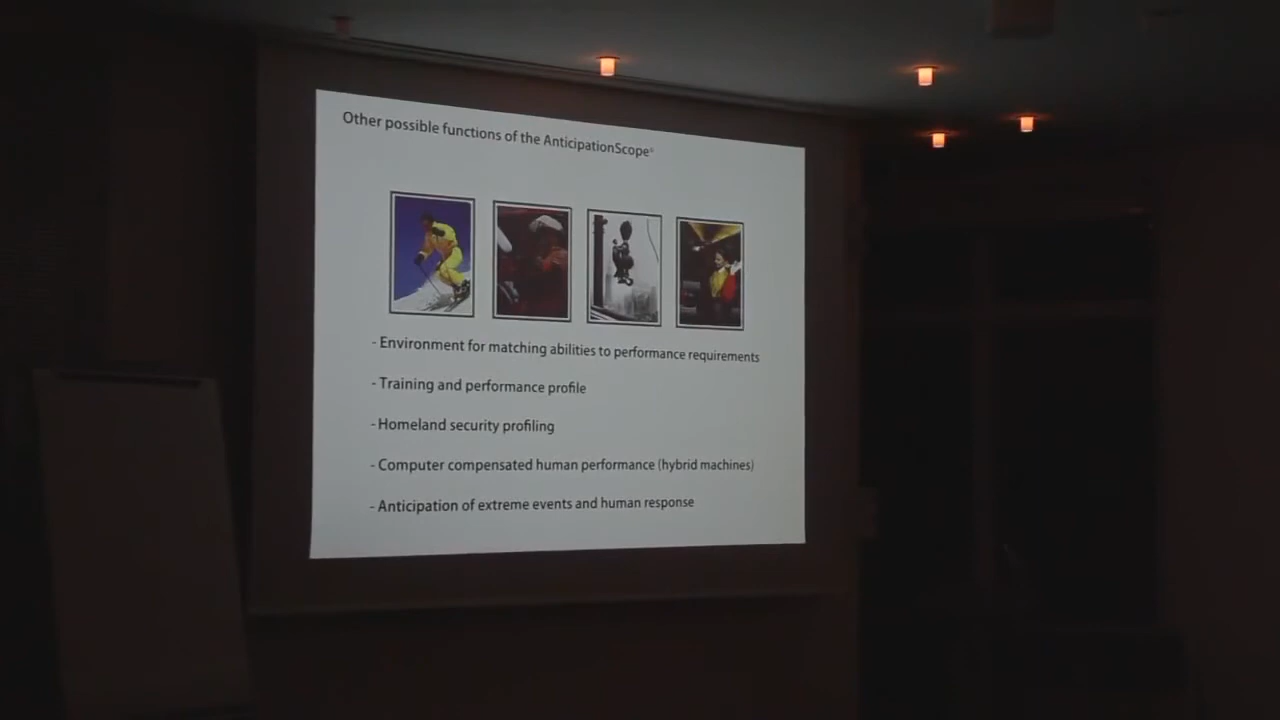 Other possible functions of the AnticipationScope®
- Environment for matching abilities to performance requirements
- Training and performance profile
- Homeland security profiling
- Computer compensated human performance (hybrid machines)
- Anticipation of extreme events and human response